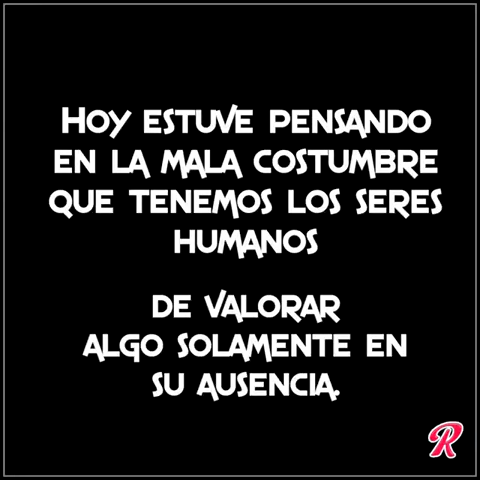 Hoy estuve pensando
en la mala costumbre
que tenemos los seres
humanos
de valorar
algo solamente en
su ausencia.
R